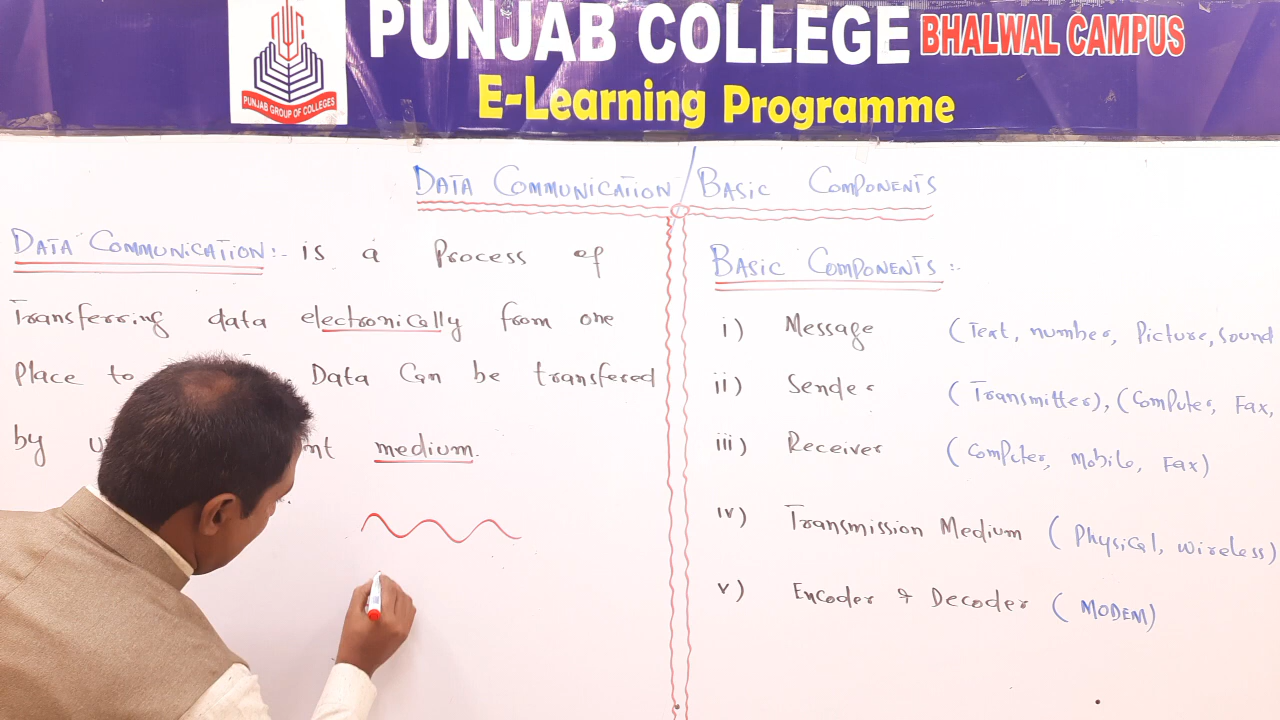 PUNJAB COLLEGE BHALWAL CAMPUS
PUNJAB GROUP OF COLLEGES
E-Learning Programme
DATA COMMUNICATION / BASIC COMPONENTS
DATA COMMUNICATION:- is a Process of
Transferring data electronically from one
Place to Data Can be transfered
by medium.
BASIC COMPONENTS:-
i) Message (Text, number, Picture, Sound
ii) Sender (Transmitter), (Computer, Fax,
iii) Receiver (Computer, Mobile, Fax)
iv) Transmission Medium (Physical, wireless)
v) Encoder & Decoder (MODEM)